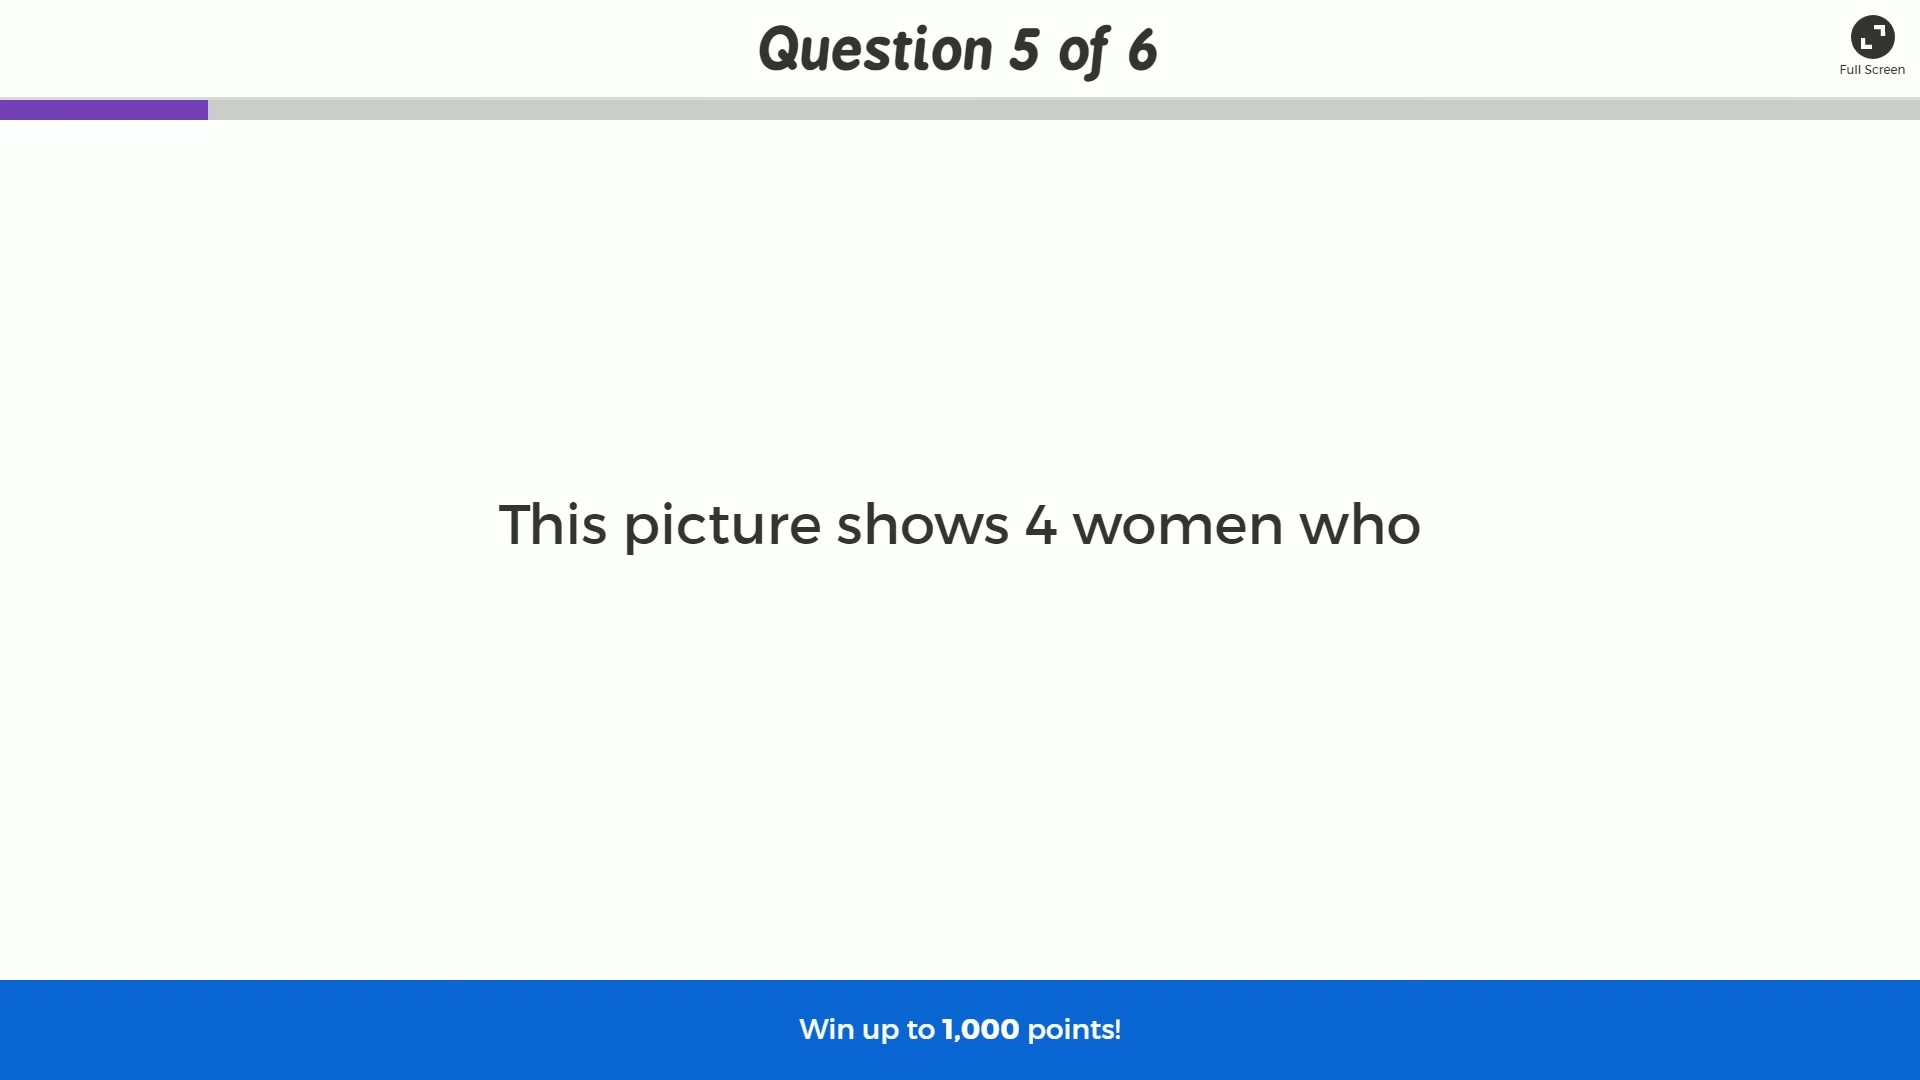 Question 5 of 6
Full Screen
This picture shows 4 women who
Win up to 1,000 points!